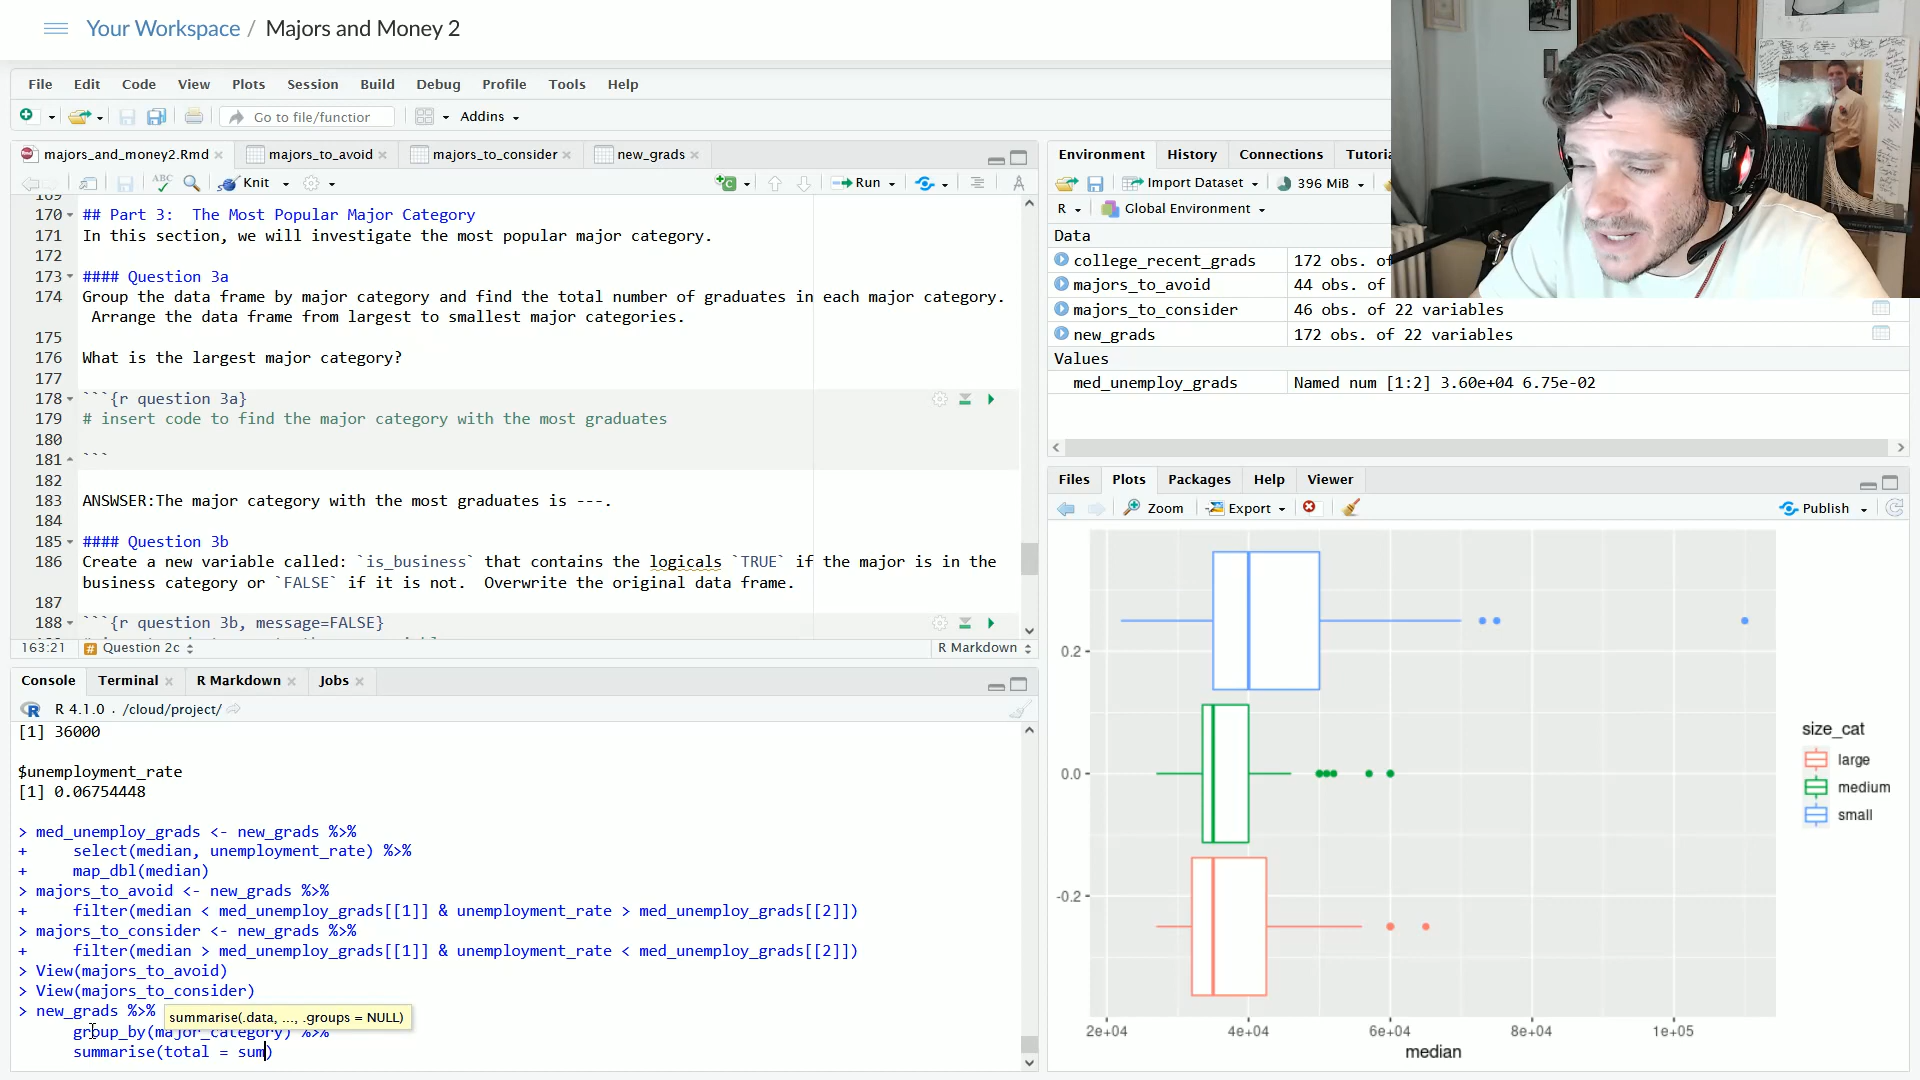 Your Workspace / Majors and Money 2
File Edit Code View Plots Session Build Debug Profile Tools Help
Go to file/function Addins
majors_and_money2.Rmd majors_to_avoid majors_to_consider new_grads
ABC Knit Run
169
170 ## Part 3:  The Most Popular Major Category
171 In this section, we will investigate the most popular major category.
172
173 #### Question 3a
174 Group the data frame by major category and find the total number of graduates in each major category.
Arrange the data frame from largest to smallest major categories.
175
176 What is the largest major category?
177
178 ```{r question 3a}
179 # insert code to find the major category with the most graduates
180
181 ```
182
183 ANSWSER:The major category with the most graduates is ---.
184
185 #### Question 3b
186 Create a new variable called: `is_business` that contains the logicals `TRUE` if the major is in the
business category or `FALSE` if it is not.  Overwrite the original data frame.
187
188 ```{r question 3b, message=FALSE}
163:21 # Question 2c R Markdown
Console Terminal R Markdown Jobs
R 4.1.0 . /cloud/project/
[1] 36000
$unemployment_rate
[1] 0.06754448
> med_unemploy_grads <- new_grads %>%
+     select(median, unemployment_rate) %>%
+     map_dbl(median)
> majors_to_avoid <- new_grads %>%
+     filter(median < med_unemploy_grads[[1]] & unemployment_rate > med_unemploy_grads[[2]])
> majors_to_consider <- new_grads %>%
+     filter(median > med_unemploy_grads[[1]] & unemployment_rate < med_unemploy_grads[[2]])
> View(majors_to_avoid)
> View(majors_to_consider)
> new_grads %>%
summarise(.data, ..., .groups = NULL)
group_by(major_category) %>%
summarise(total = sum)
Environment History Connections
Import Dataset 396 MiB
R Global Environment
Data
college_recent_grads 172 obs. of
majors_to_avoid 44 obs. of
majors_to_consider 46 obs. of 22 variables
new_grads 172 obs. of 22 variables
Values
med_unemploy_grads Named num [1:2] 3.60e+04 6.75e-02
Files Plots Packages Help Viewer
Zoom Export Publish
0.2
0.0
-0.2
2e+04 4e+04 6e+04 8e+04 1e+05
median
size_cat
large
medium
small